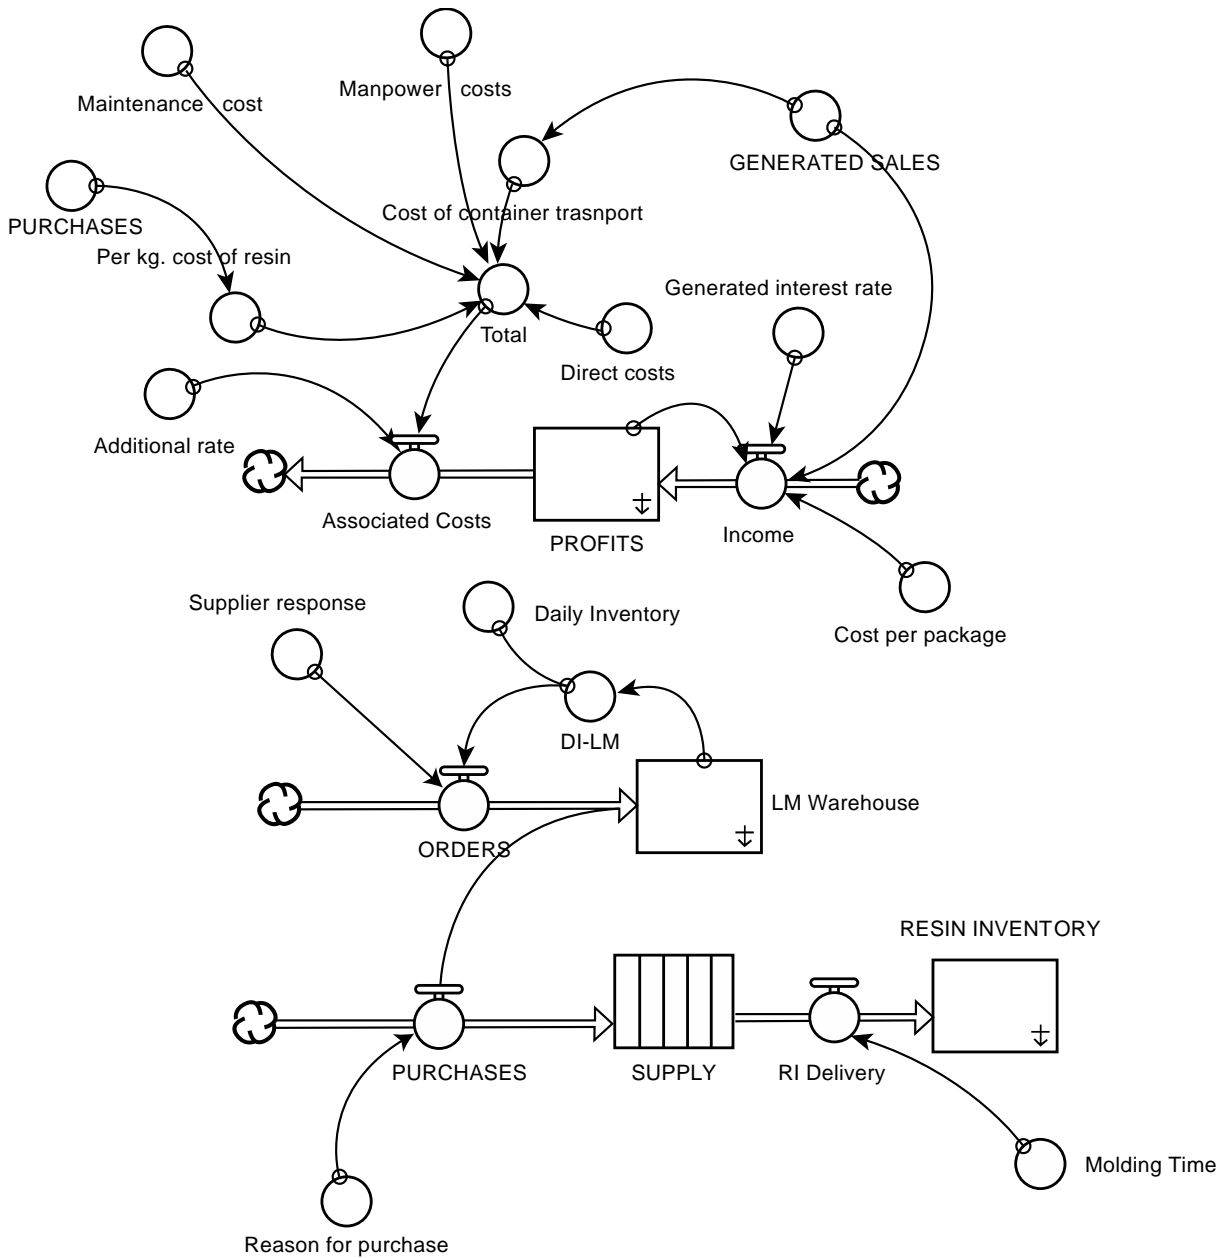 Maintenance cost
Manpower costs
GENERATED SALES
PURCHASES
Cost of container trasnport
Per kg. cost of resin
Generated interest rate
Total
Direct costs
Additional rate
Associated Costs
PROFITS
Income
Supplier response
Daily Inventory
Cost per package
DI-LM
LM Warehouse
ORDERS
RESIN INVENTORY
PURCHASES
SUPPLY
RI Delivery
Molding Time
Reason for purchase